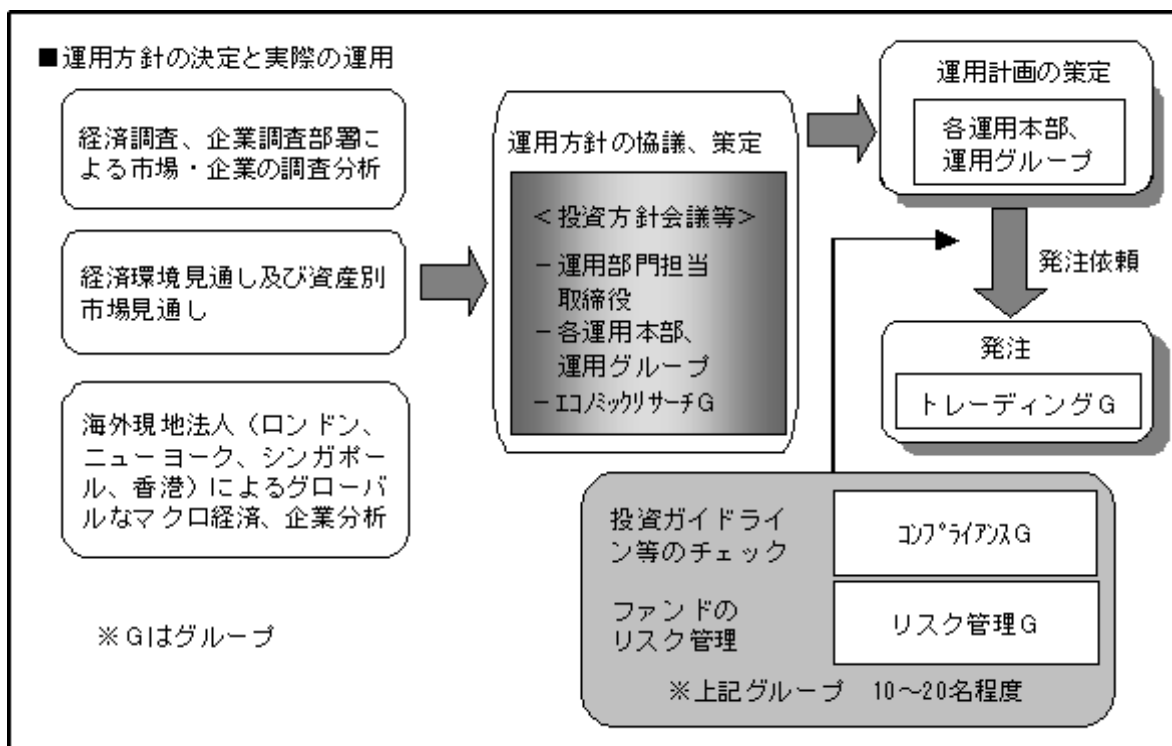 ■運用方針の決定と実際の運用
経済調査、企業調査部署に
よる市場・企業の調査分析
経済環境見通し及び資産別
市場見通し
海外現地法人（ロンドン、
ニューヨーク、シンガポー
ル、香港）によるグローバ
ルなマクロ経済、企業分析
※Gはグループ
運用方針の協議、策定
＜投資方針会議等＞
－運用部門担当
取締役
－各運用本部、
運用グループ
－ｴｺﾉﾐｯｸﾘｻｰﾁG
運用計画の策定
各運用本部、
運用グループ
発注依頼
発注
トレーディングG
投資ガイドライ
ン等のチェック
ｺﾝﾌﾟﾗｲｱﾝｽG
ファンドの
リスク管理
リスク管理G
※上記グループ　10～20名程度